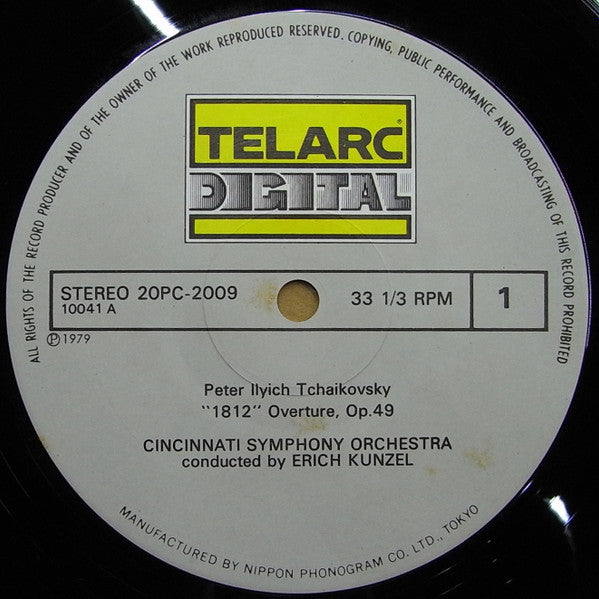 ALL RIGHTS OF THE RECORD PRODUCER AND OF THE OWNER OF THE WORK REPRODUCED RESERVED. COPYING, PUBLIC PERFORMANCE AND BROADCASTING OF THIS RECORD PROHIBITED
TELARC®
DIGITAL
STEREO 20PC-2009 33 1/3 RPM 1
10041 A
℗1979
Peter Ilyich Tchaikovsky
"1812" Overture, Op.49
CINCINNATI SYMPHONY ORCHESTRA
conducted by ERICH KUNZEL
MANUFACTURED BY NIPPON PHONOGRAM CO. LTD., TOKYO